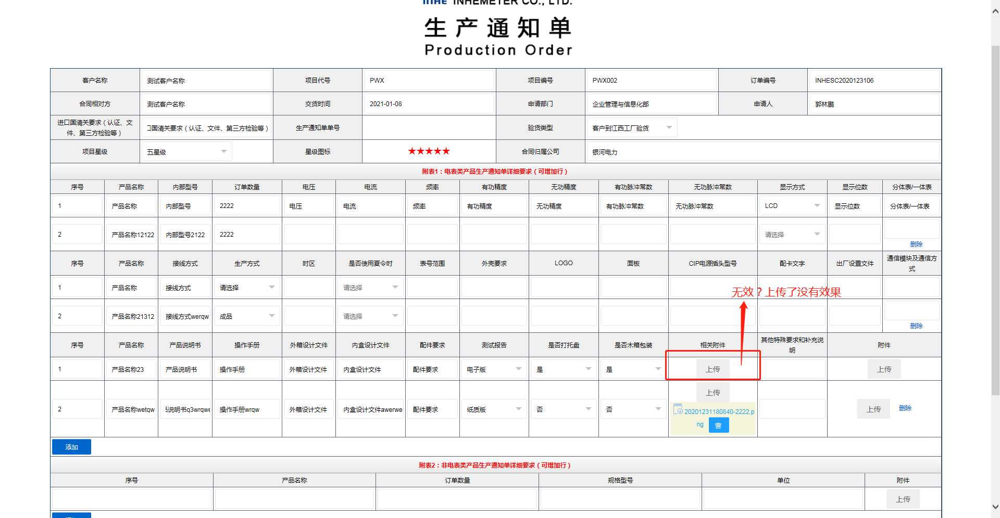 INHE INHEMETER CO., LTD.
生产通知单
Production Order
客户名称 测试客户名称 项目代号 PWX 项目编号 PWX002 订单编号 INHESC2020123106
合同相对方 测试客户名称 交货时间 2021-01-08 申请部门 企业管理与信息化部 申请人 郭林鹏
进口国清关要求（认证、文
件、第三方检验等） 口国清关要求（认证、文件、第三方检验等） 生产通知单单号 验货类型 客户到江西工厂验货
项目星级 五星级 星级图标 ★★★★★ 合同归属公司 银河电力
附表1：电表类产品生产通知单详细要求（可增加行）
序号 产品名称 内部型号 订单数量 电压 电流 频率 有功精度 无功精度 有功脉冲常数 无功脉冲常数 显示方式 显示位数 分体表/一体表
1 产品名称 内部型号 2222 电压 电流 频率 有功精度 无功精度 有功脉冲常数 无功脉冲常数 LCD 显示位数 分体表/一体表
2 产品名称12122 内部型号2122 2222 请选择
删除
序号 产品名称 接线方式 生产方式 时区 是否使用夏令时 表号范围 外壳要求 LOGO 面板 CIP电源插头型号 配卡文字 出厂设置文件 通信模块及通信方
式
1 产品名称 接线方式 请选择 请选择
无效？上传了没有效果
2 产品名称21312 接线方式werqw 成品 请选择
删除
序号 产品名称 产品说明书 操作手册 外箱设计文件 内盒设计文件 配件要求 测试报告 是否打托盘 是否木箱包装 相关附件 其他特殊要求和补充说
明 附件
1 产品名称23 产品说明书 操作手册 外箱设计文件 内盒设计文件 配件要求 电子版 是 是 上传 上传
上传
2 产品名称wetqw 品说明书q3wrqwe 操作手册wrqw 外箱设计文件 内盒设计文件awerwe 配件要求 纸质版 否 否 20201231180840-2222.p
ng 上传 删除
添加
附表2：非电表类产品生产通知单详细要求（可增加行）
序号 产品名称 订单数量 规格型号 单位 附件
上传